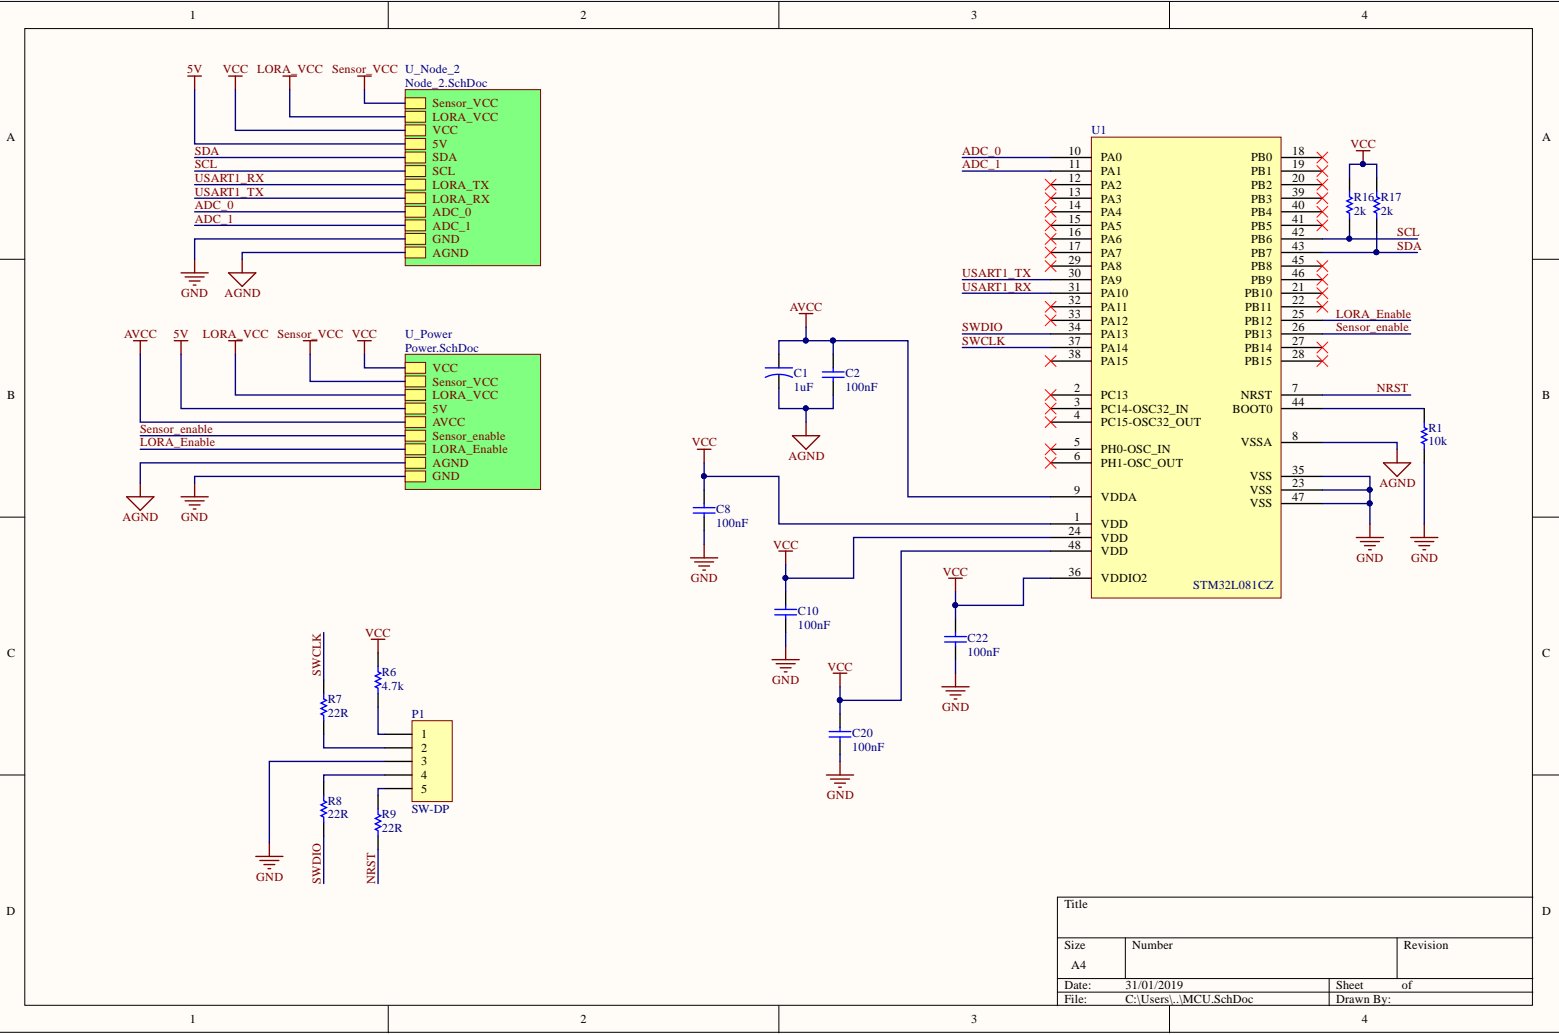 1 2 3 4
A
B
C
D
A
B
C
D
1 2 3 4
5V VCC LORA_VCC Sensor_VCC
U_Node_2
Node_2.SchDoc
Sensor_VCC
LORA_VCC
VCC
5V
SDA SDA
SCL SCL
USART1_RX LORA_TX
USART1_TX LORA_RX
ADC_0 ADC_0
ADC_1 ADC_1
GND
AGND
GND AGND
AVCC 5V LORA_VCC Sensor_VCC VCC
U_Power
Power.SchDoc
VCC
Sensor_VCC
LORA_VCC
5V
AVCC
Sensor_enable Sensor_enable
LORA_Enable LORA_Enable
AGND
GND
AGND GND
SWCLK
VCC
R6
4.7k
R7
22R
P1
1
2
3
4
5
SW-DP
R8
22R
R9
22R
GND
SWDIO
NRST
AVCC
C1
1uF
C2
100nF
AGND
VCC
C8
100nF
GND
VCC
C10
100nF
GND
VCC
C20
100nF
GND
VCC
C22
100nF
GND
U1
ADC_0 10 PA0
ADC_1 11 PA1
12 PA2
13 PA3
14 PA4
15 PA5
16 PA6
17 PA7
29 PA8
USART1_TX 30 PA9
USART1_RX 31 PA10
32 PA11
33 PA12
SWDIO 34 PA13
SWCLK 37 PA14
38 PA15
2 PC13
3 PC14-OSC32_IN
4 PC15-OSC32_OUT
5 PH0-OSC_IN
6 PH1-OSC_OUT
9 VDDA
1 VDD
24 VDD
48 VDD
36 VDDIO2
PB0 18
PB1 19
PB2 20
PB3 39
PB4 40
PB5 41
PB6 42 SCL
PB7 43 SDA
PB8 45
PB9 46
PB10 21
PB11 22
PB12 25 LORA_Enable
PB13 26 Sensor_enable
PB14 27
PB15 28
NRST 7 NRST
BOOT0 44
VSSA 8
VSS 35
VSS 23
VSS 47
STM32L081CZ
VCC
R16 R17
2k 2k
R1
10k
AGND
GND GND
Title
Size Number Revision
A4
Date: 31/01/2019 Sheet of
File: C:\Users\..\MCU.SchDoc Drawn By: